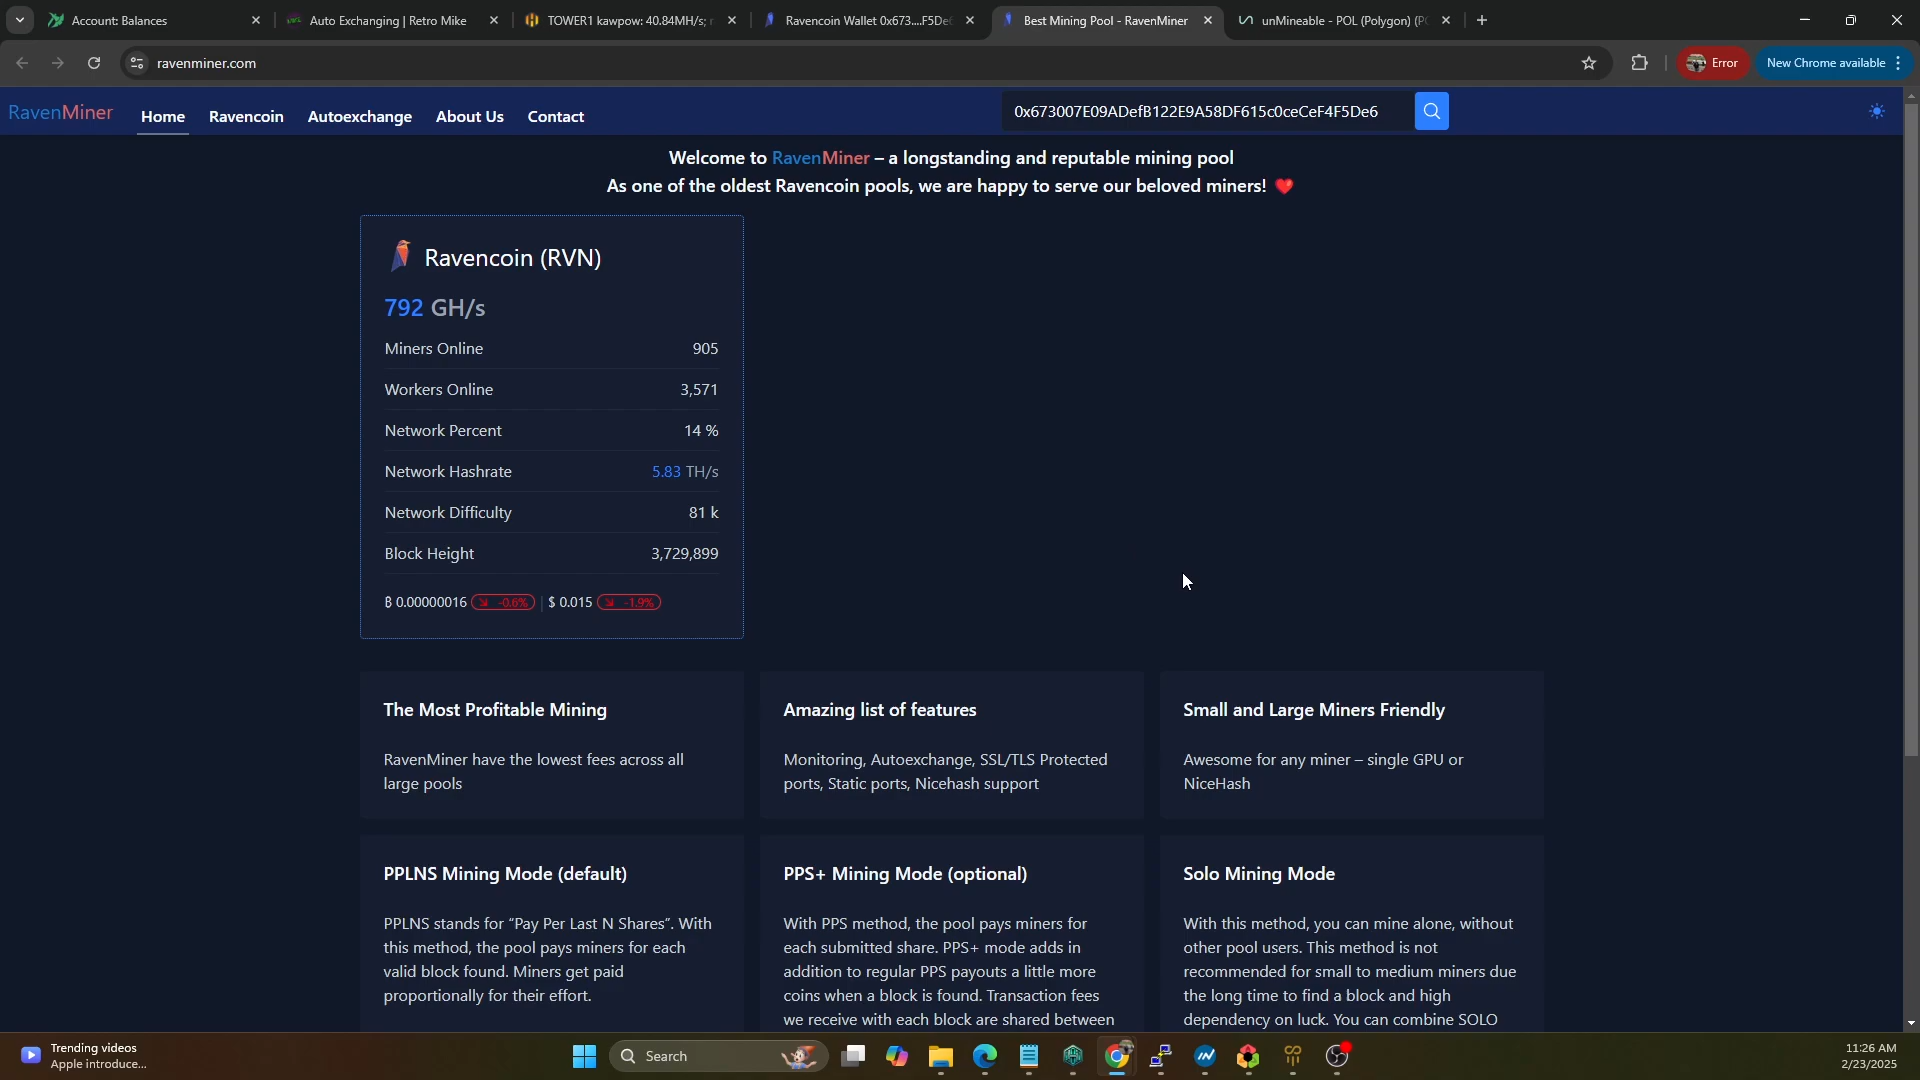 Account: Balances
Auto Exchanging | Retro Mike
TOWER1 kawpow: 40.84MH/s;
Ravencoin Wallet 0x673....F5De
Best Mining Pool - RavenMiner
unMineable - POL (Polygon) (P
ravenminer.com
Error
New Chrome available
RavenMiner
Home
Ravencoin
Autoexchange
About Us
Contact
0x673007E09ADefB122E9A58DF615c0ceCeF4F5De6
Welcome to RavenMiner – a longstanding and reputable mining pool
As one of the oldest Ravencoin pools, we are happy to serve our beloved miners! ❤️
Ravencoin (RVN)
792 GH/s
Miners Online 905
Workers Online 3,571
Network Percent 14 %
Network Hashrate 5.83 TH/s
Network Difficulty 81 k
Block Height 3,729,899
₿ 0.00000016 -0.6% | $ 0.015 -1.9%
The Most Profitable Mining
RavenMiner have the lowest fees across all
large pools
Amazing list of features
Monitoring, Autoexchange, SSL/TLS Protected
ports, Static ports, Nicehash support
Small and Large Miners Friendly
Awesome for any miner – single GPU or
NiceHash
PPLNS Mining Mode (default)
PPLNS stands for “Pay Per Last N Shares”. With
this method, the pool pays miners for each
valid block found. Miners get paid
proportionally for their effort.
PPS+ Mining Mode (optional)
With PPS method, the pool pays miners for
each submitted share. PPS+ mode adds in
addition to regular PPS payouts a little more
coins when a block is found. Transaction fees
we receive with each block are shared between
Solo Mining Mode
With this method, you can mine alone, without
other pool users. This method is not
recommended for small to medium miners due
the long time to find a block and high
dependency on luck. You can combine SOLO
Trending videos
Apple introduce...
Search
11:26 AM
2/23/2025